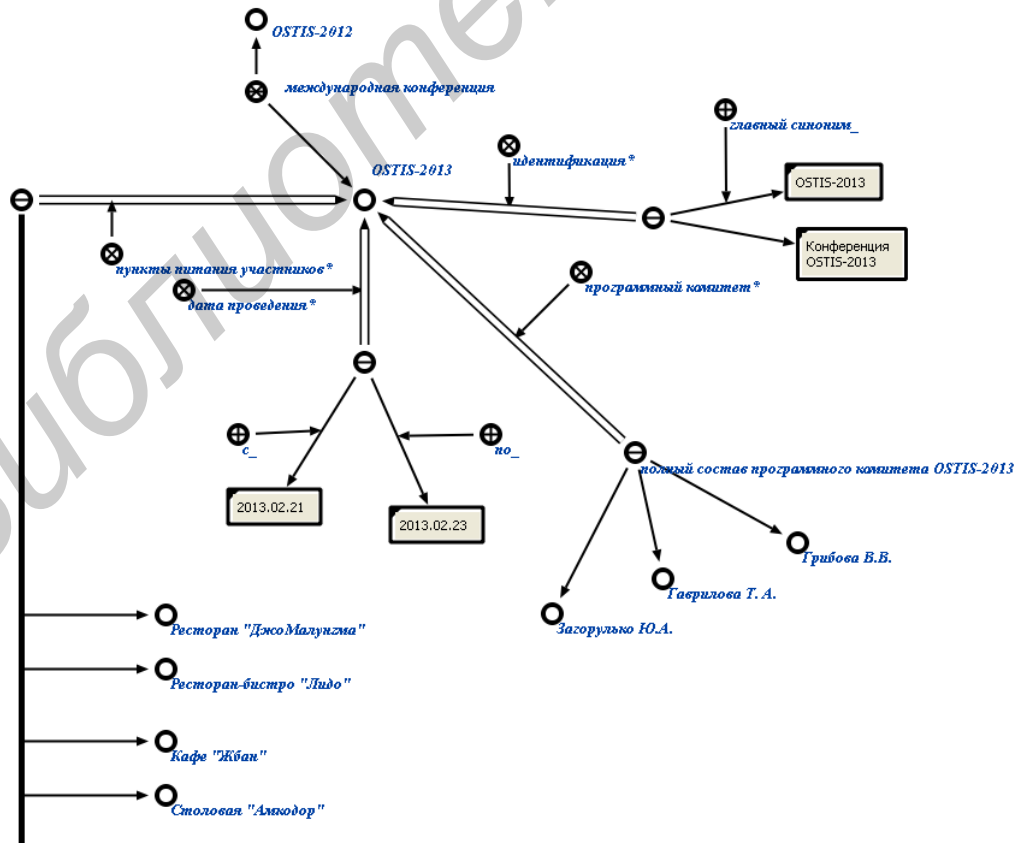 OSTIS-2012
международная конференция
главный синоним_
идентификация*
OSTIS-2013
OSTIS-2013
Конференция
OSTIS-2013
пункты питания участников*
программный комитет*
дата проведения*
с_
по_
полный состав программного комитета OSTIS-2013
2013.02.21
2013.02.23
Грибова В.В.
Гаврилова Т. А.
Загорулько Ю.А.
Ресторан "ДжоМалунгма"
Ресторан-бистро "Лидо"
Кафе "Жбан"
Столовая "Амкодор"